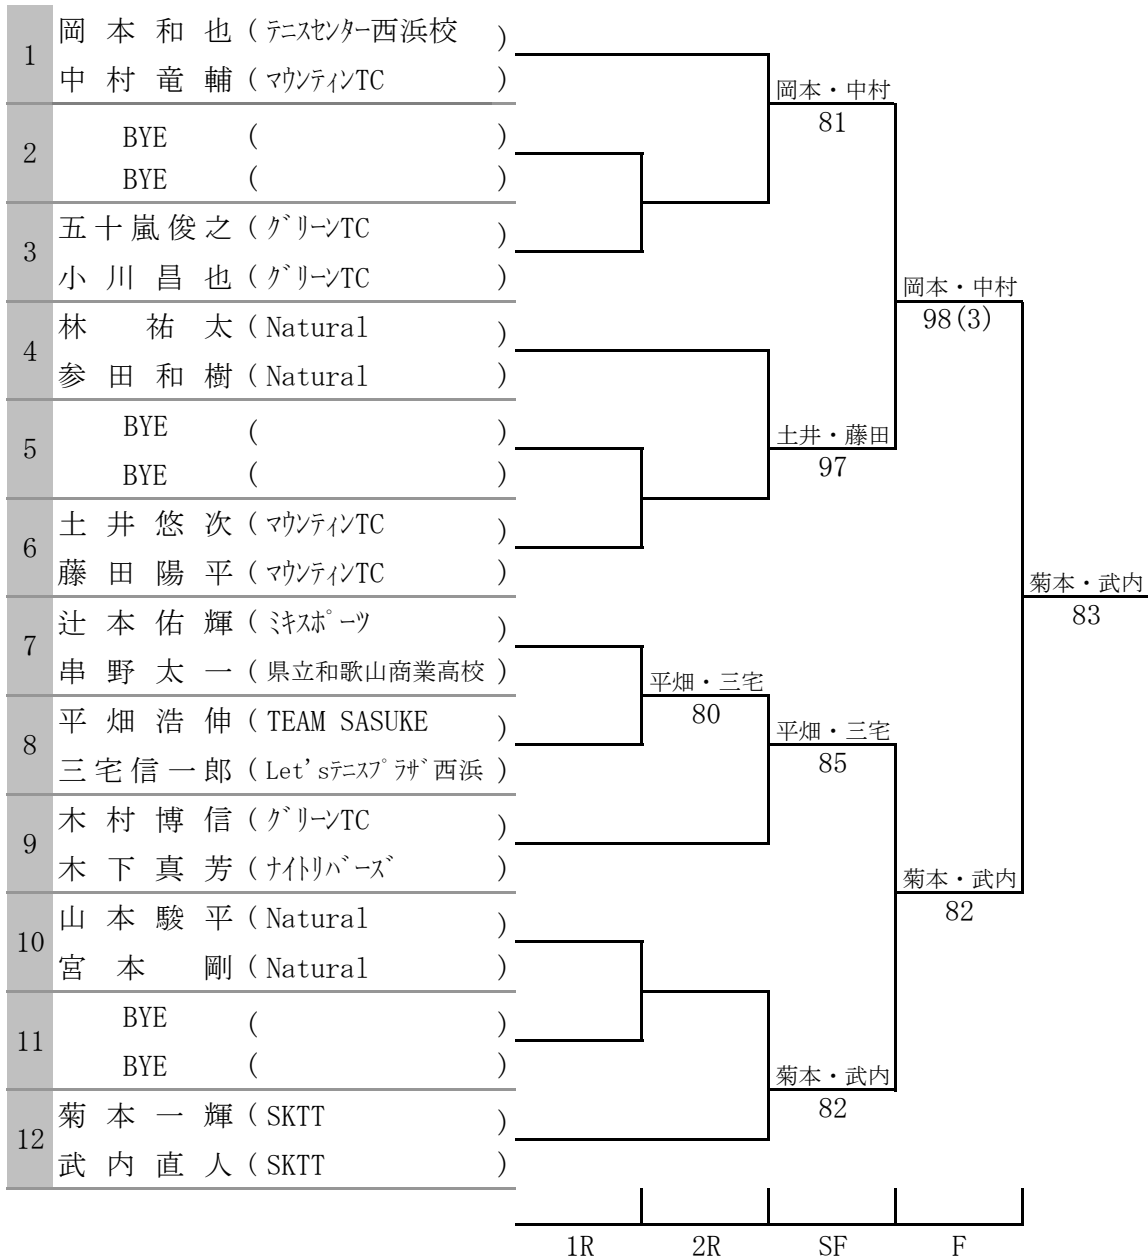 1
岡本和也(ﾃﾆｽｾﾝﾀｰ西浜校)
中村竜輔(ﾏｳﾝﾃｨﾝTC)
岡本・中村
81
2
BYE ( )
BYE ( )
3
五十嵐俊之(ｸﾞﾘｰﾝTC)
小川昌也(ｸﾞﾘｰﾝTC)
岡本・中村
98(3)
4
林祐太(Natural)
参田和樹(Natural)
5
BYE ( )
BYE ( )
土井・藤田
97
6
土井悠次(ﾏｳﾝﾃｨﾝTC)
藤田陽平(ﾏｳﾝﾃｨﾝTC)
菊本・武内
83
7
辻本佑輝(ﾐｷｽﾎﾟｰﾂ)
串野太一(県立和歌山商業高校)
平畑・三宅
80
8
平畑浩伸(TEAM SASUKE)
三宅信一郎(Let'sﾃﾆｽﾌﾟﾗｻﾞ西浜)
平畑・三宅
85
9
木村博信(ｸﾞﾘｰﾝTC)
木下真芳(ﾅｲﾄﾘﾊﾞｰｽﾞ)
菊本・武内
82
10
山本駿平(Natural)
宮本剛(Natural)
11
BYE ( )
BYE ( )
菊本・武内
82
12
菊本一輝(SKTT)
武内直人(SKTT)
1R 2R SF F